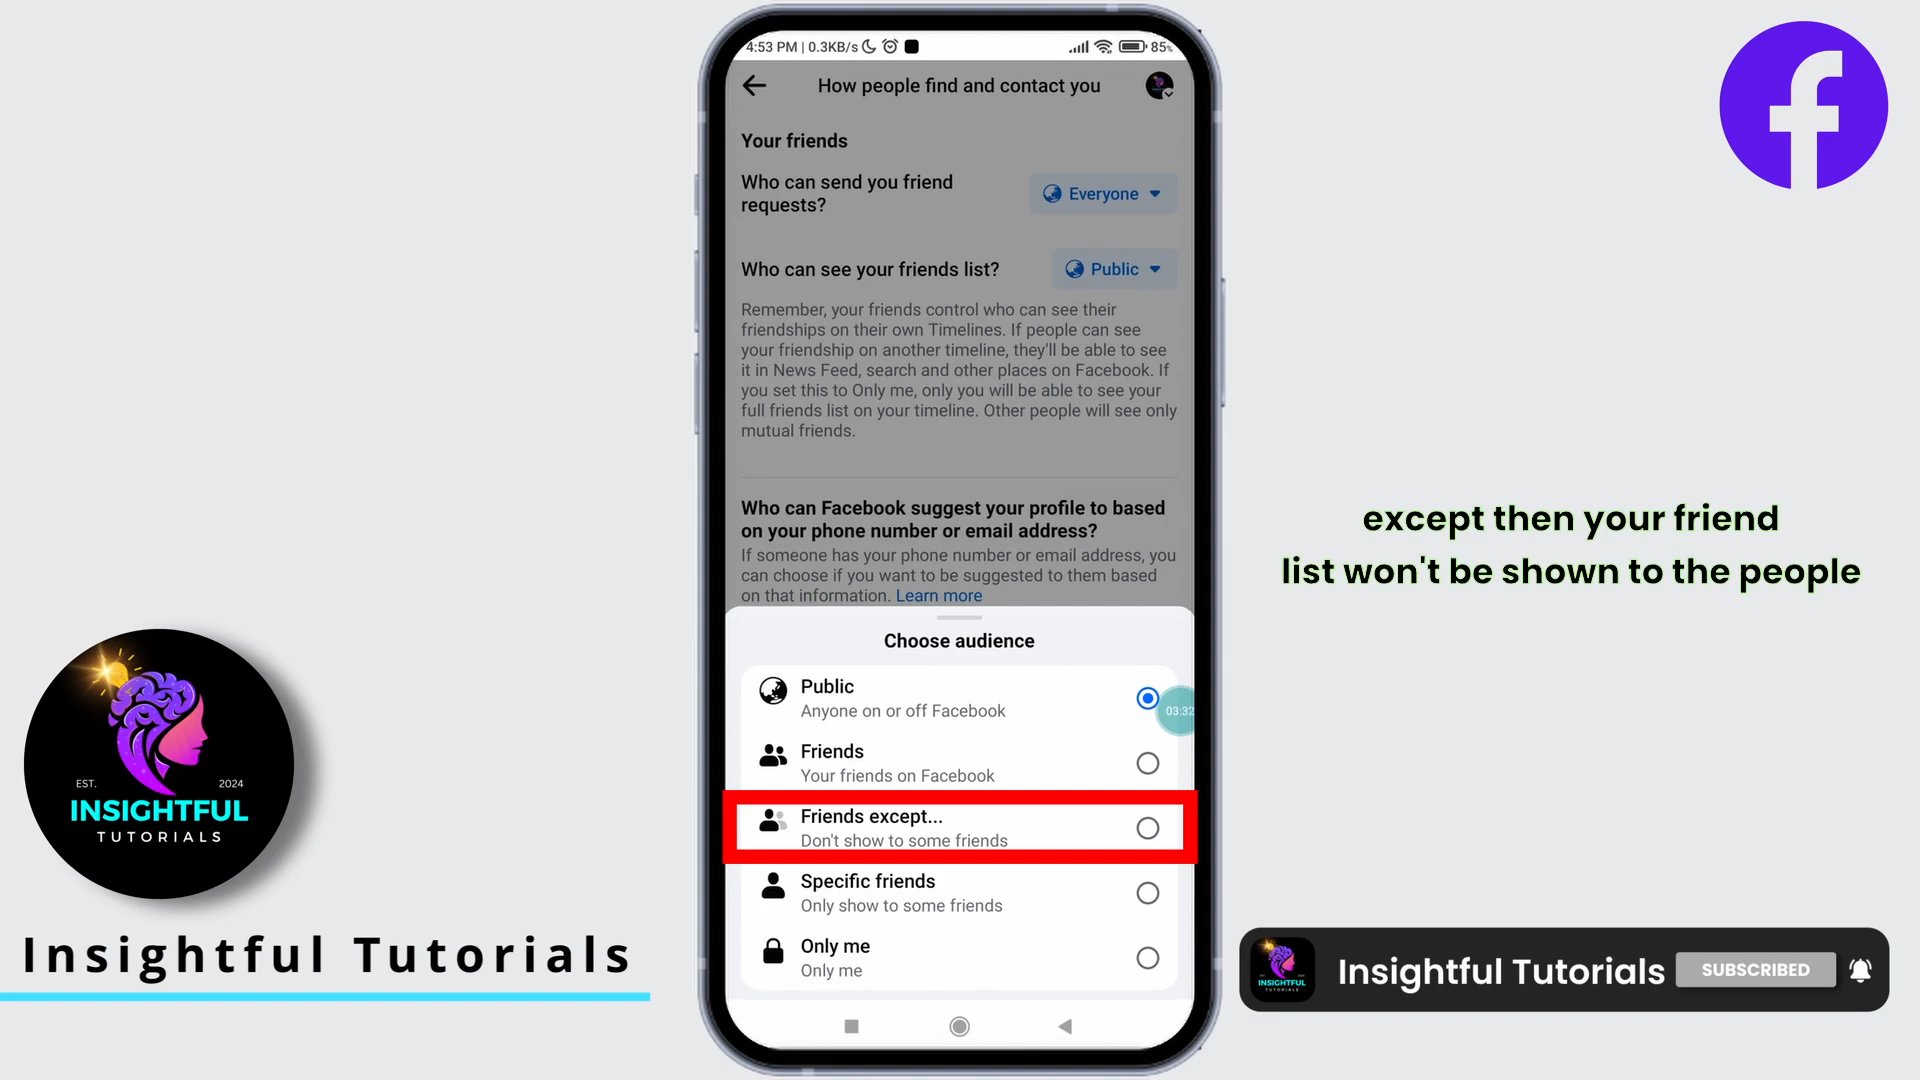 4:53 PM | 0.3KB/s
85%
How people find and contact you
Your friends
Who can send you friend
requests?
Everyone
Who can see your friends list?
Public
Remember, your friends control who can see their
friendships on their own Timelines. If people can see
your friendship on another timeline, they'll be able to see
it in News Feed, search and other places on Facebook. If
you set this to Only me, only you will be able to see your
full friends list on your timeline. Other people will see only
mutual friends.
Who can Facebook suggest your profile to based
on your phone number or email address?
If someone has your phone number or email address, you
can choose if you want to be suggested to them based
on that information. Learn more
Choose audience
Public
Anyone on or off Facebook
03:32
Friends
Your friends on Facebook
Friends except...
Don't show to some friends
Specific friends
Only show to some friends
Only me
Only me
except then your friend
list won't be shown to the people
EST. 2024
INSIGHTFUL
TUTORIALS
Insightful Tutorials
INSIGHTFUL
TUTORIALS
Insightful Tutorials
SUBSCRIBED